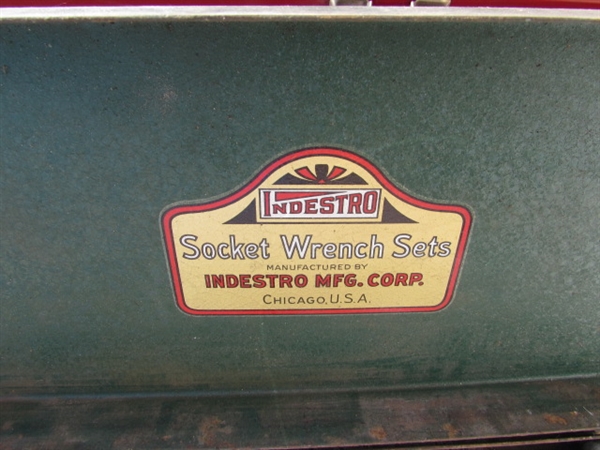 INDESTRO
Socket Wrench Sets
MANUFACTURED BY
INDESTRO MFG. CORP.
CHICAGO, U.S.A.